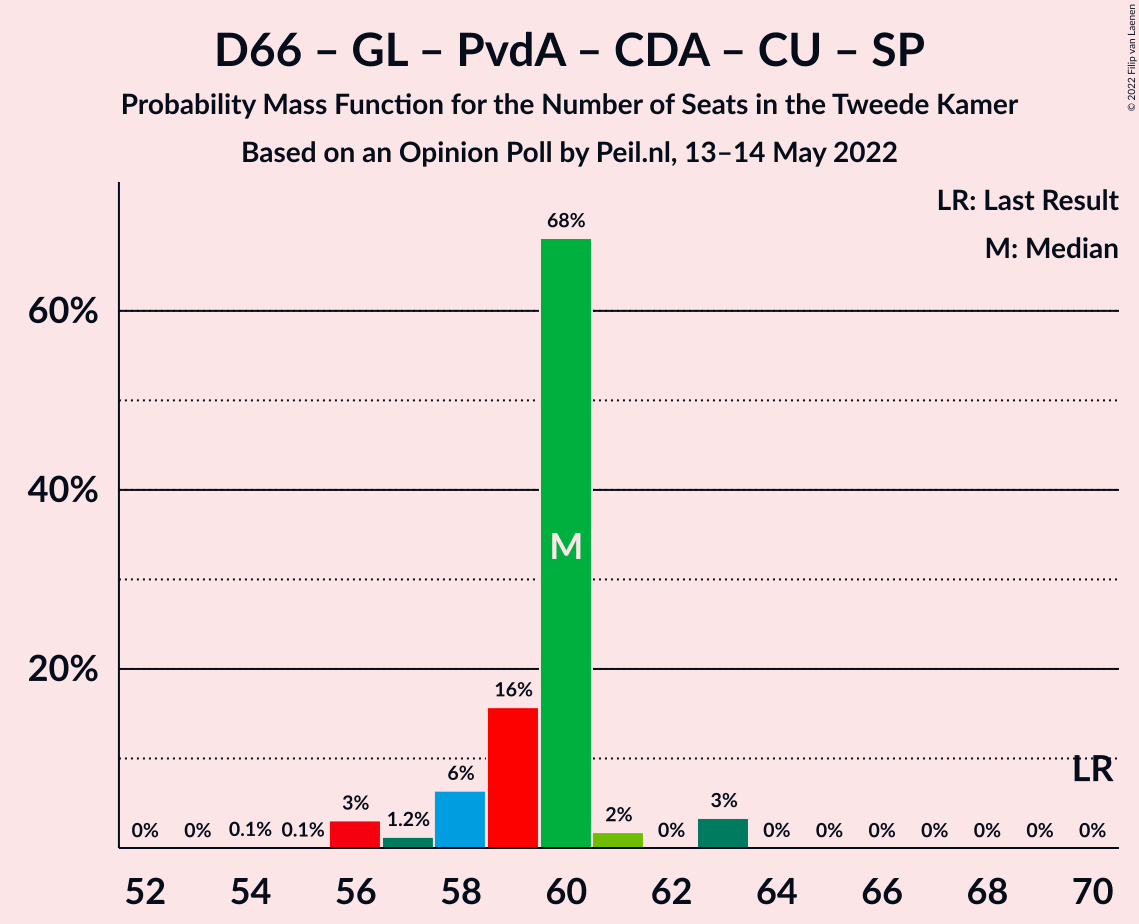 D66 – GL – PvdA – CDA – CU – SP
Probability Mass Function for the Number of Seats in the Tweede Kamer
Based on an Opinion Poll by Peil.nl, 13–14 May 2022
© 2022 Filip van Laenen
LR: Last Result
M: Median
68%
60%
40%
M
20%
16%
LR
6%
3%
3%
1.2%
2%
0% 0% 0.1% 0.1% 0% 0% 0% 0% 0% 0% 0% 0%
52 54 56 58 60 62 64 66 68 70